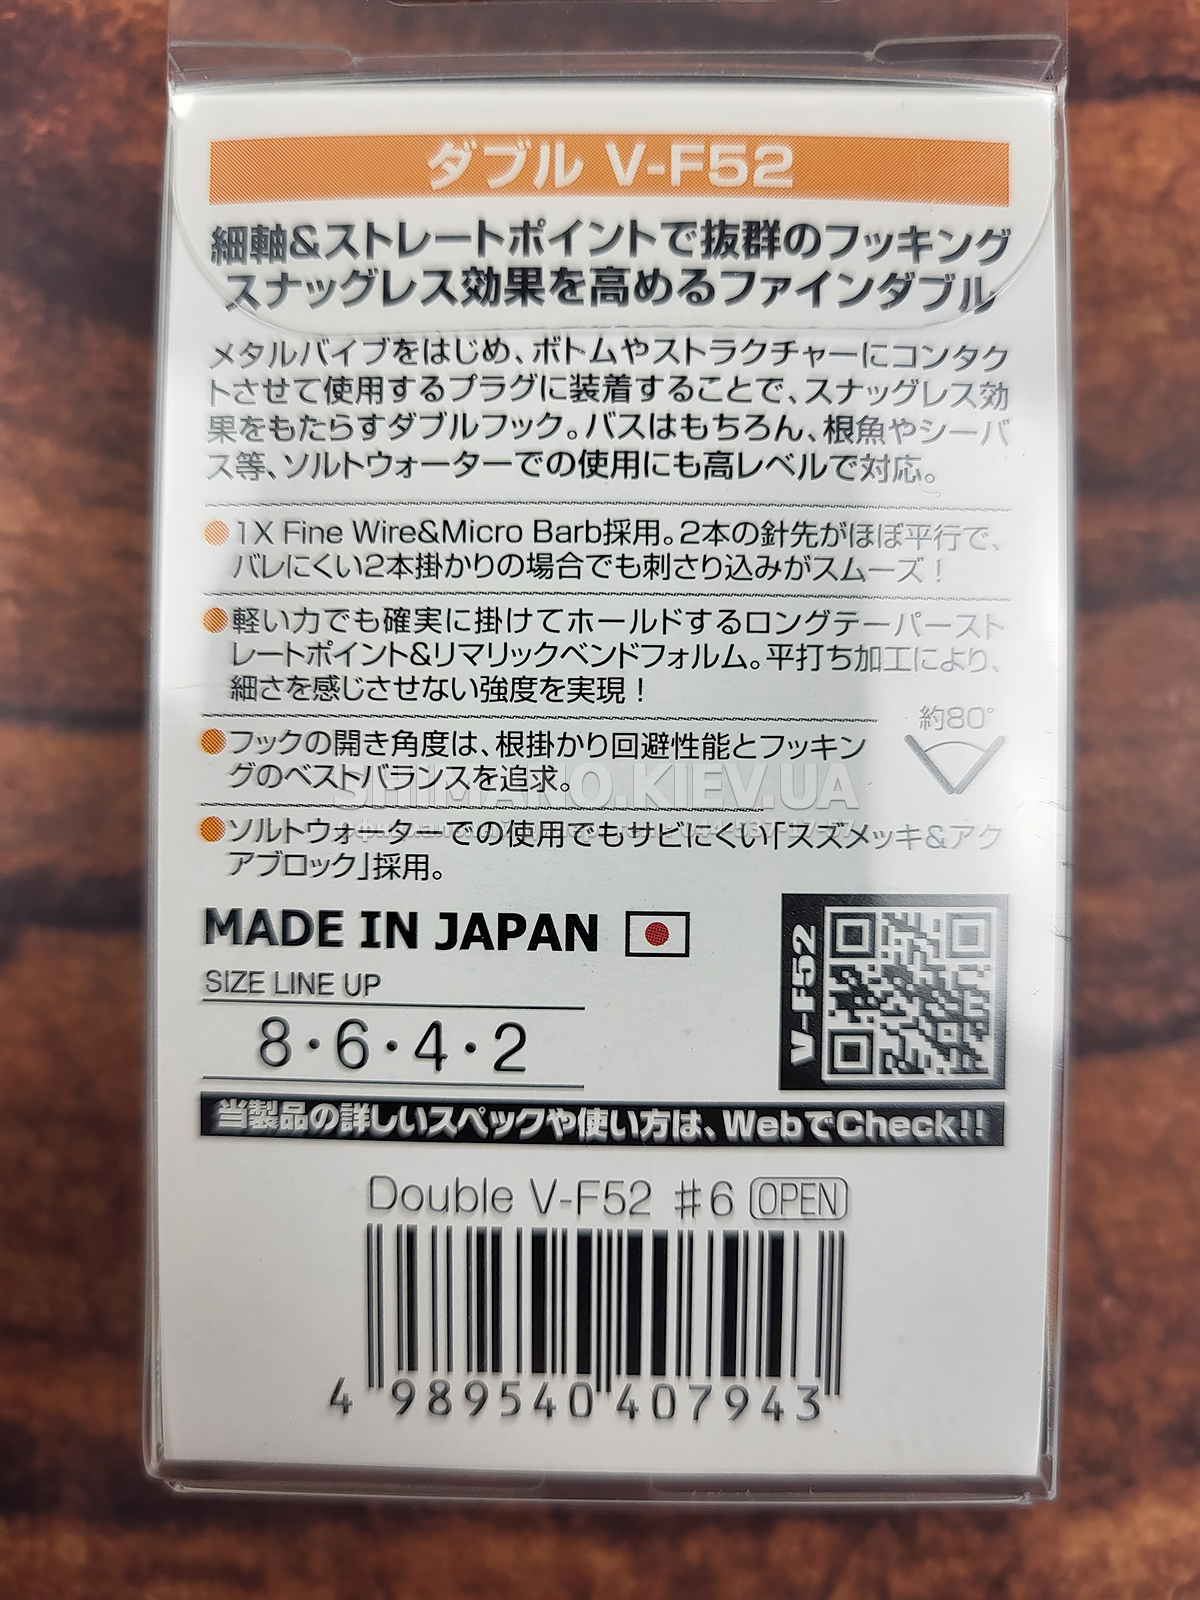 ダブル V-F52
細軸&ストレートポイントで抜群のフッキング
スナッグレス効果を高めるファインダブル
メタルバイブをはじめ、ボトムやストラクチャーにコンタク
トさせて使用するプラグに装着することで、スナッグレス効
果をもたらすダブルフック。バスはもちろん、根魚やシーバ
ス等、ソルトウォーターでの使用にも高レベルで対応。
1X Fine Wire&Micro Barb採用。2本の針先がほぼ平行で、
バレにくい2本掛かりの場合でも刺さり込みがスムーズ！
軽い力でも確実に掛けてホールドするロングテーパースト
レートポイント&リマリックベンドフォルム。平打ち加工により、
細さを感じさせない強度を実現！
約80°
フックの開き角度は、根掛かり回避性能とフッキン
グのベストバランスを追求。
SHIMANO.KIEV.UA
ソルトウォーターでの使用でもサビにくい「スズメッキ&アク
アブロック」採用。
MADE IN JAPAN
SIZE LINE UP
8・6・4・2
V-F52
当製品の詳しいスペックや使い方は、WebでCheck!!
Double V-F52 #6 OPEN
4 989540 407943